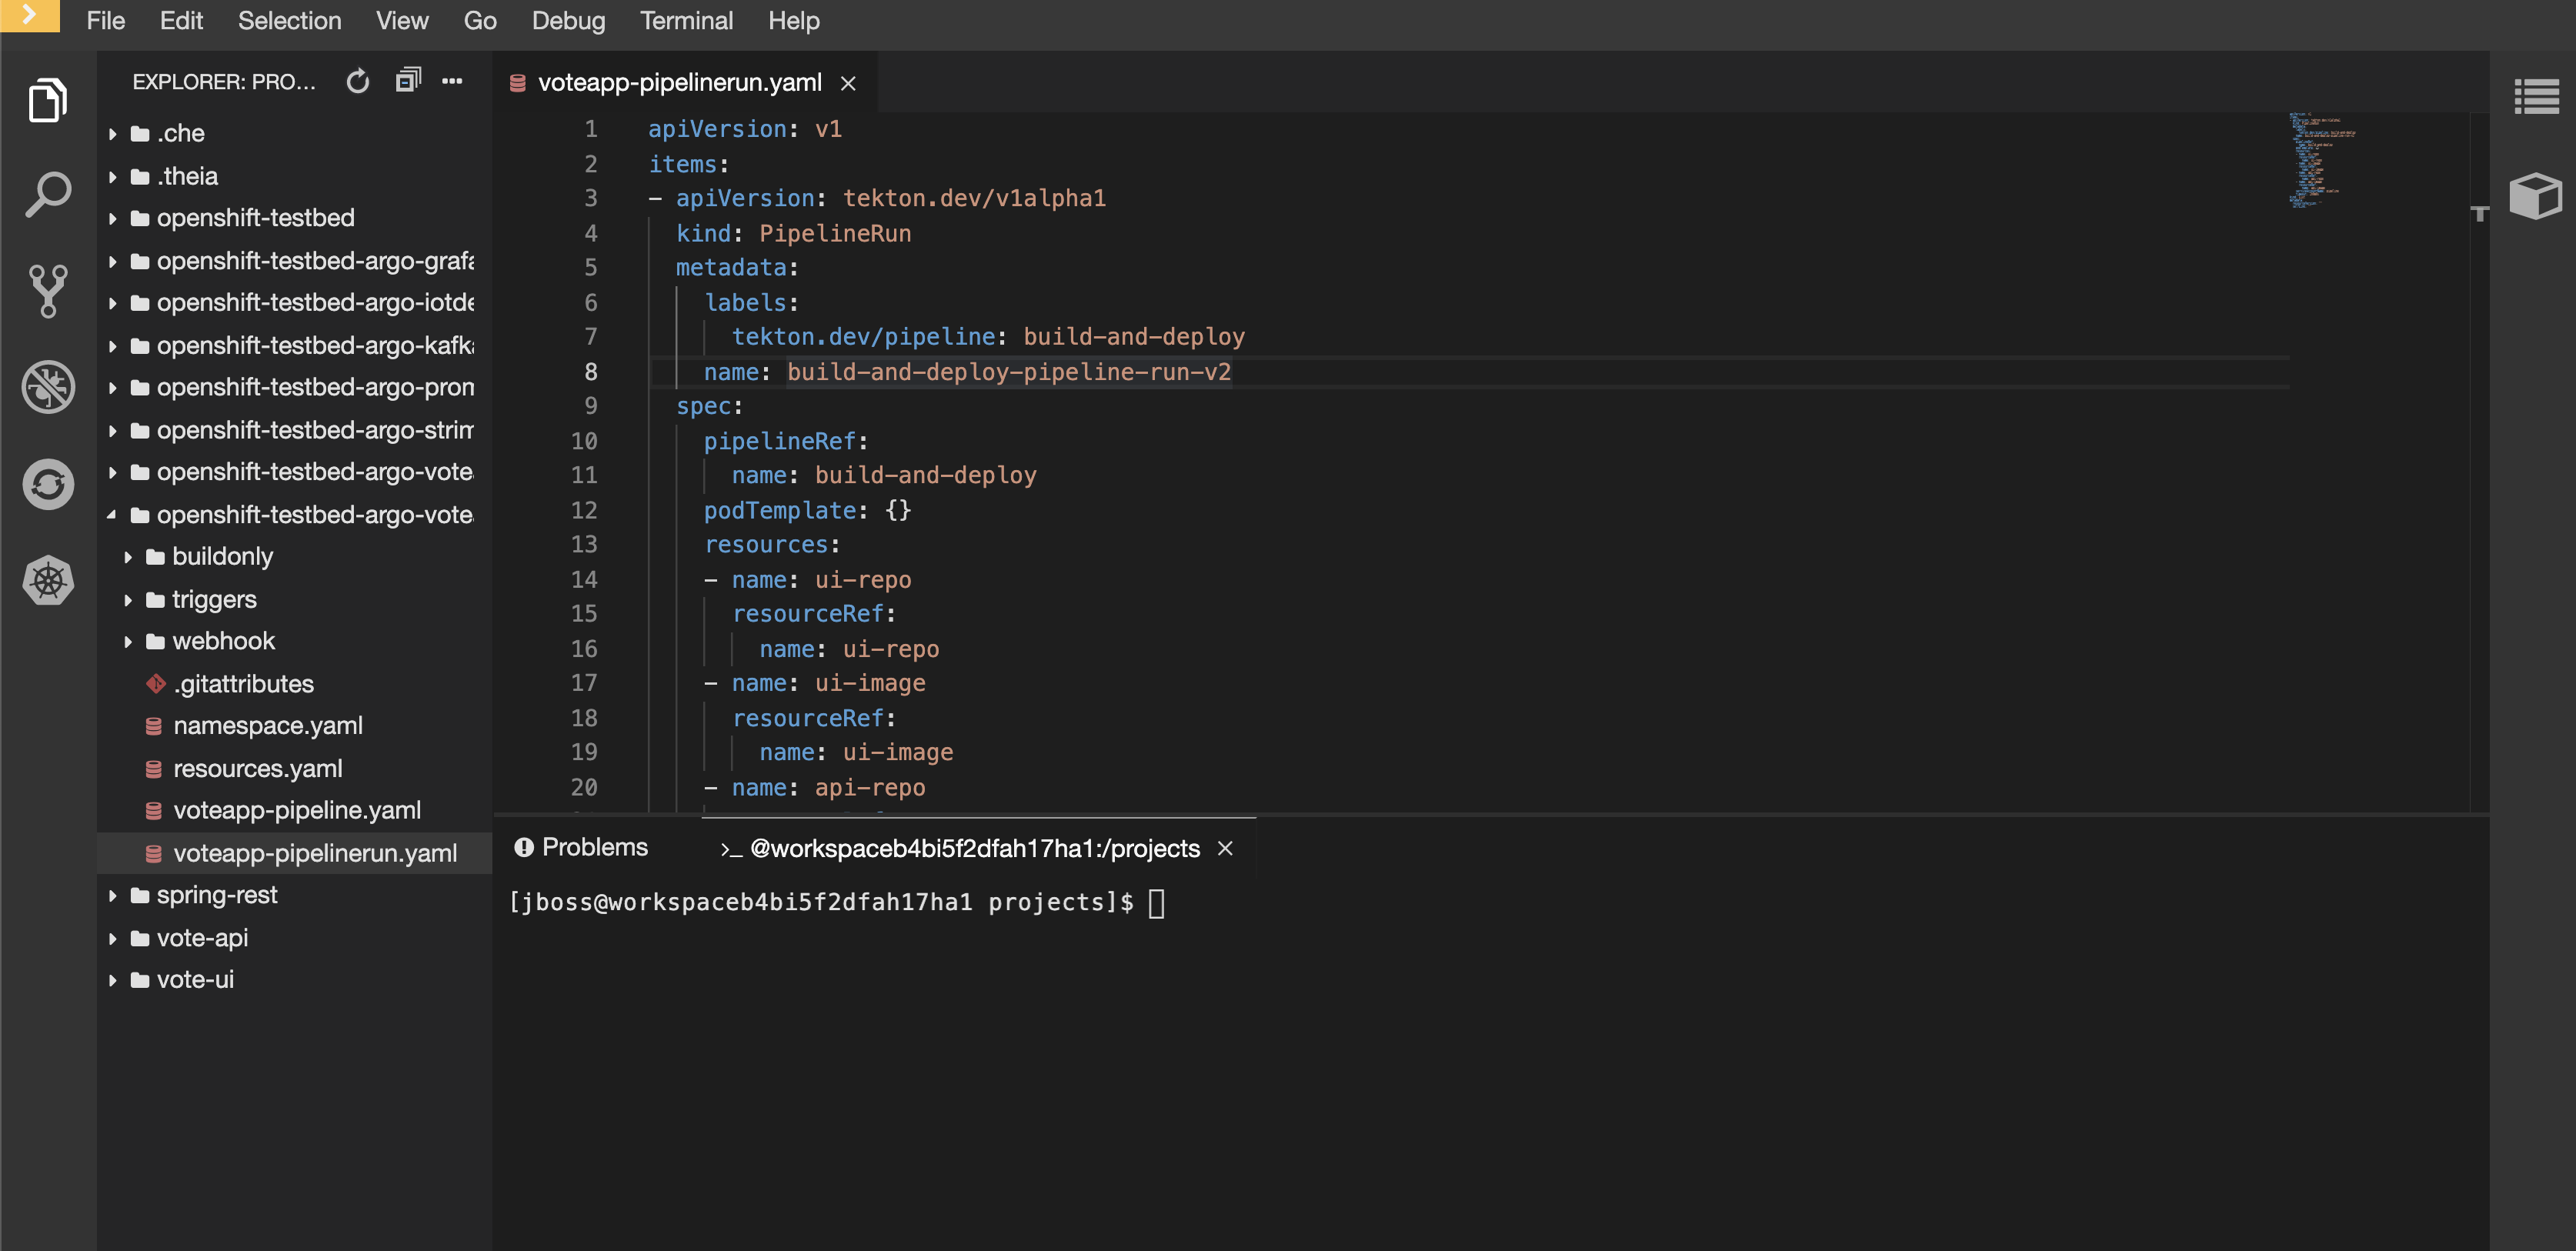 File Edit Selection View Go Debug Terminal Help
EXPLORER: PRO...
.che
.theia
openshift-testbed
openshift-testbed-argo-grafa
openshift-testbed-argo-iotde
openshift-testbed-argo-kafka
openshift-testbed-argo-prom
openshift-testbed-argo-strim
openshift-testbed-argo-vote
openshift-testbed-argo-vote
buildonly
triggers
webhook
.gitattributes
namespace.yaml
resources.yaml
voteapp-pipeline.yaml
voteapp-pipelinerun.yaml
spring-rest
vote-api
vote-ui
voteapp-pipelinerun.yaml
1 apiVersion: v1
2 items:
3 - apiVersion: tekton.dev/v1alpha1
4 kind: PipelineRun
5 metadata:
6 labels:
7 tekton.dev/pipeline: build-and-deploy
8 name: build-and-deploy-pipeline-run-v2
9 spec:
10 pipelineRef:
11 name: build-and-deploy
12 podTemplate: {}
13 resources:
14 - name: ui-repo
15 resourceRef:
16 name: ui-repo
17 - name: ui-image
18 resourceRef:
19 name: ui-image
20 - name: api-repo
Problems
>_ @workspaceb4bi5f2dfah17ha1:/projects
[jboss@workspaceb4bi5f2dfah17ha1 projects]$